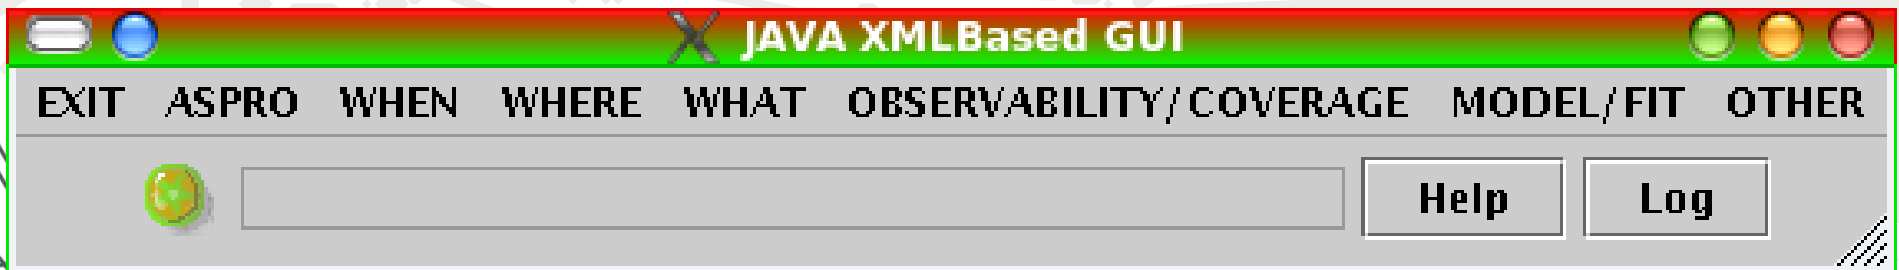 JAVA XMLBased GUI
EXIT ASPRO WHEN WHERE WHAT OBSERVABILITY/COVERAGE MODEL/FIT OTHER
Help Log